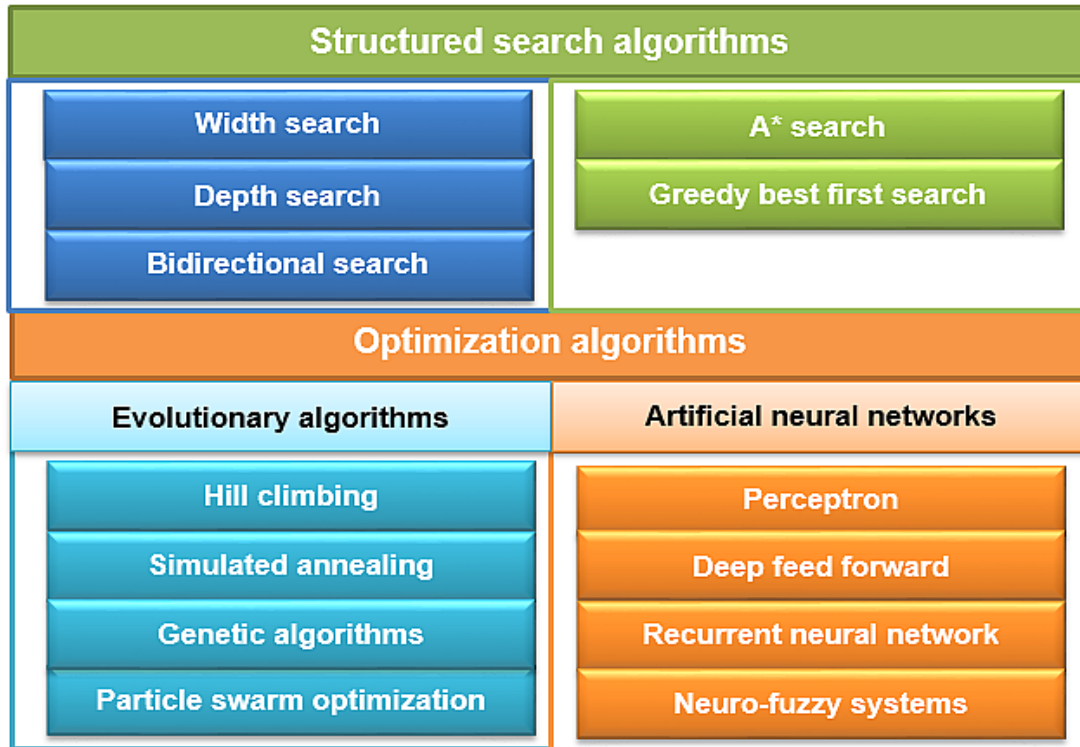 Structured search algorithms
Width search
Depth search
Bidirectional search
A* search
Greedy best first search
Optimization algorithms
Evolutionary algorithms
Hill climbing
Simulated annealing
Genetic algorithms
Particle swarm optimization
Artificial neural networks
Perceptron
Deep feed forward
Recurrent neural network
Neuro-fuzzy systems